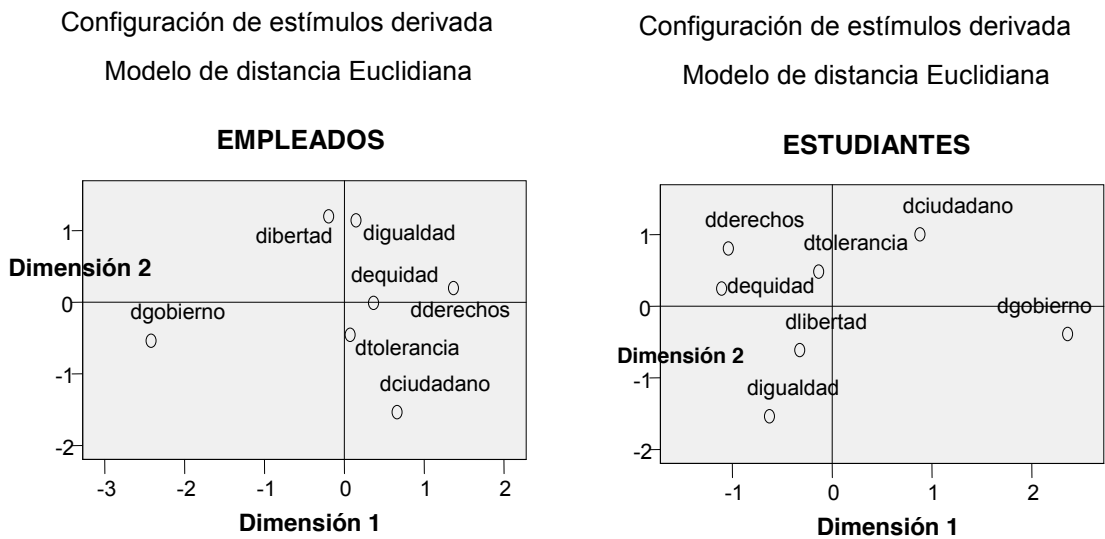 Configuración de estímulos derivada
Modelo de distancia Euclidiana
EMPLEADOS
dibertad
digualdad
1
Dimensión 2
dequidad
0
dgobierno
dderechos
dtolerancia
-1
dciudadano
-2
-3 -2 -1 0 1 2
Dimensión 1
Configuración de estímulos derivada
Modelo de distancia Euclidiana
ESTUDIANTES
dciudadano
dderechos
1
dtolerancia
dequidad
0
dgobierno
dlibertad
Dimensión 2
-1
digualdad
-2
-1 0 1 2
Dimensión 1